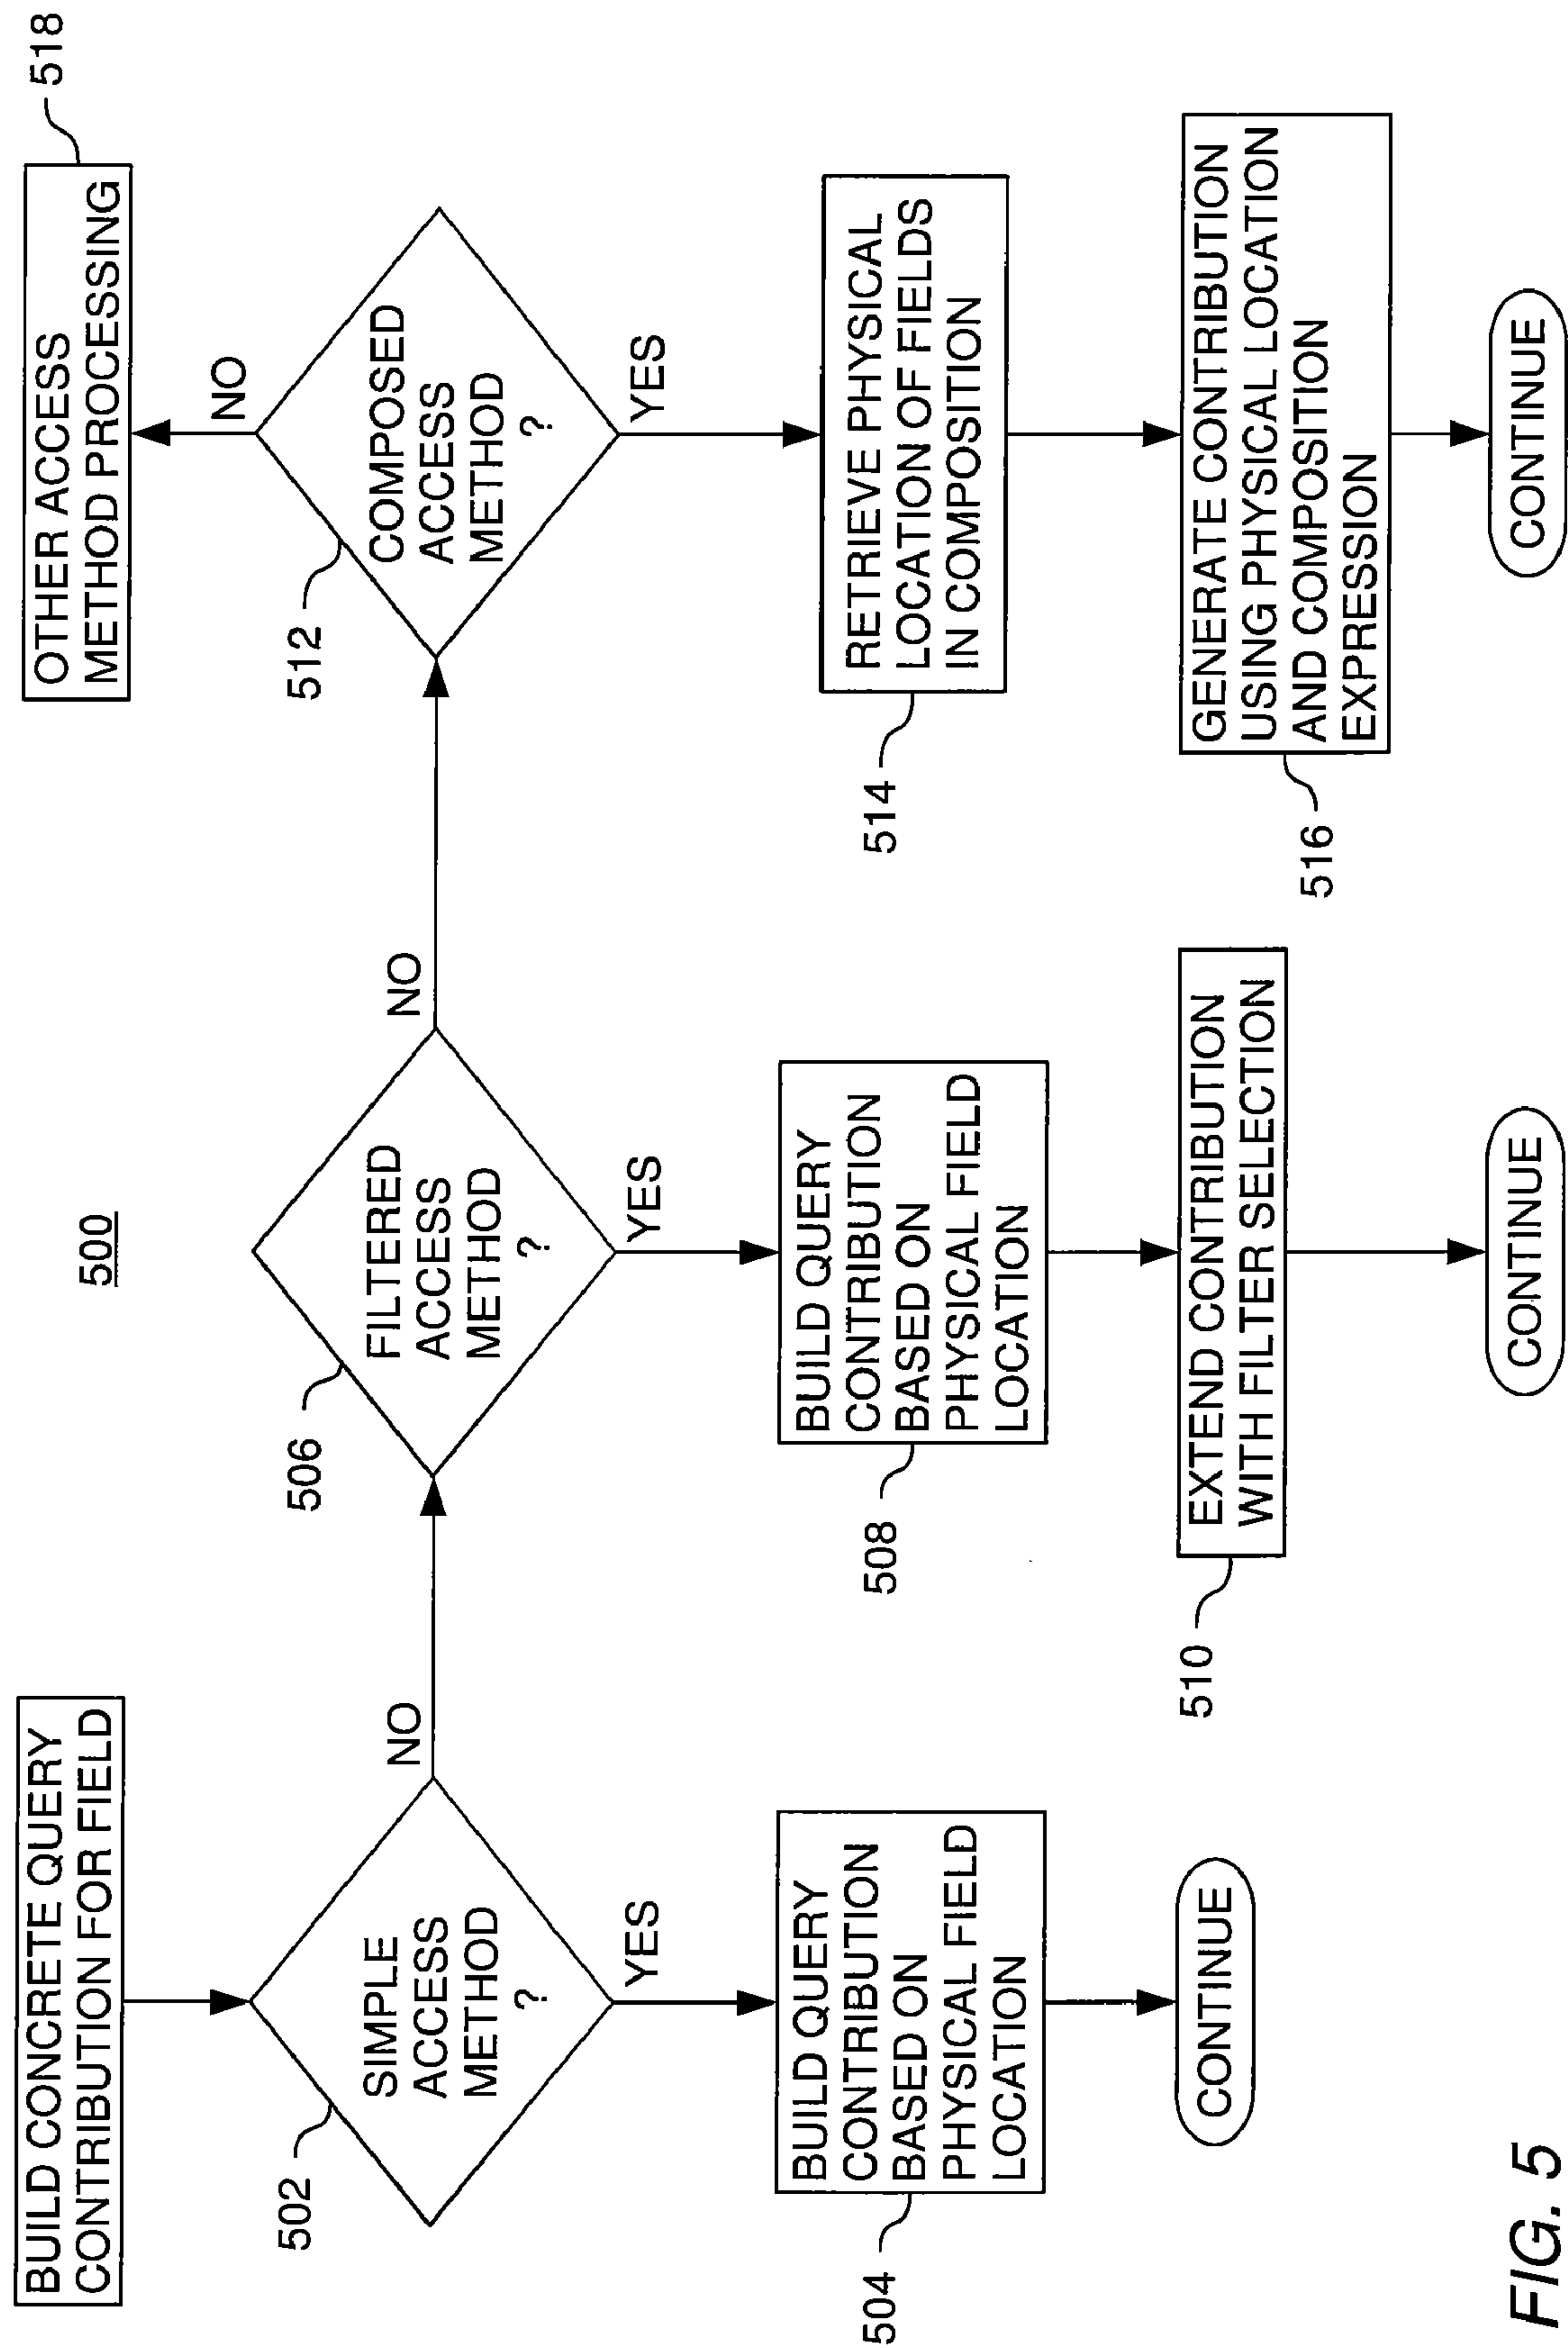 500
BUILD CONCRETE QUERY
CONTRIBUTION FOR FIELD
502
SIMPLE
ACCESS
METHOD
?
NO
YES
504
BUILD QUERY
CONTRIBUTION
BASED ON
PHYSICAL FIELD
LOCATION
CONTINUE
506
FILTERED
ACCESS
METHOD
?
NO
YES
508
BUILD QUERY
CONTRIBUTION
BASED ON
PHYSICAL FIELD
LOCATION
510
EXTEND CONTRIBUTION
WITH FILTER SELECTION
CONTINUE
518
OTHER ACCESS
METHOD PROCESSING
NO
512
COMPOSED
ACCESS
METHOD
?
YES
514
RETRIEVE PHYSICAL
LOCATION OF FIELDS
IN COMPOSITION
516
GENERATE CONTRIBUTION
USING PHYSICAL LOCATION
AND COMPOSITION
EXPRESSION
CONTINUE
FIG. 5